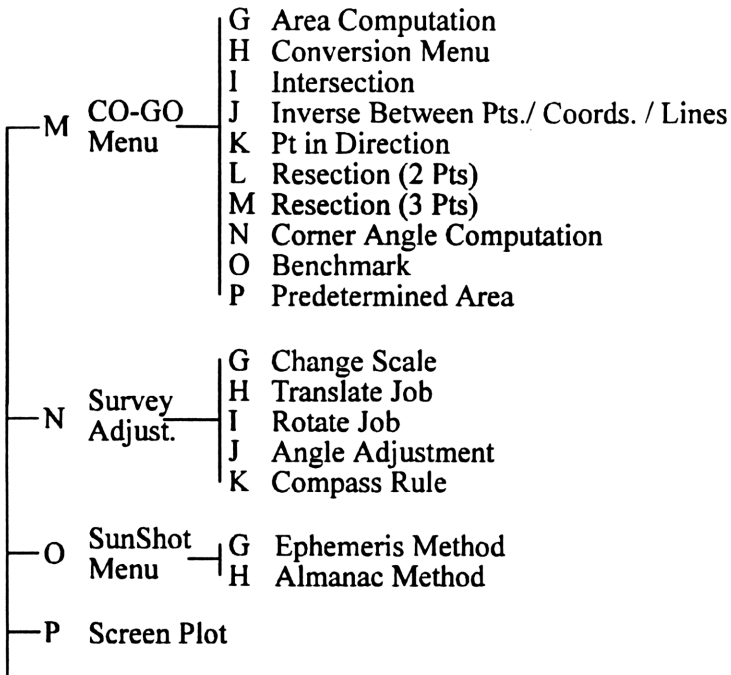 G Area Computation
H Conversion Menu
I Intersection
M CO-GO Menu
J Inverse Between Pts./ Coords. / Lines
K Pt in Direction
L Resection (2 Pts)
M Resection (3 Pts)
N Corner Angle Computation
O Benchmark
P Predetermined Area
G Change Scale
H Translate Job
N Survey Adjust.
I Rotate Job
J Angle Adjustment
K Compass Rule
O SunShot Menu
G Ephemeris Method
H Almanac Method
P Screen Plot